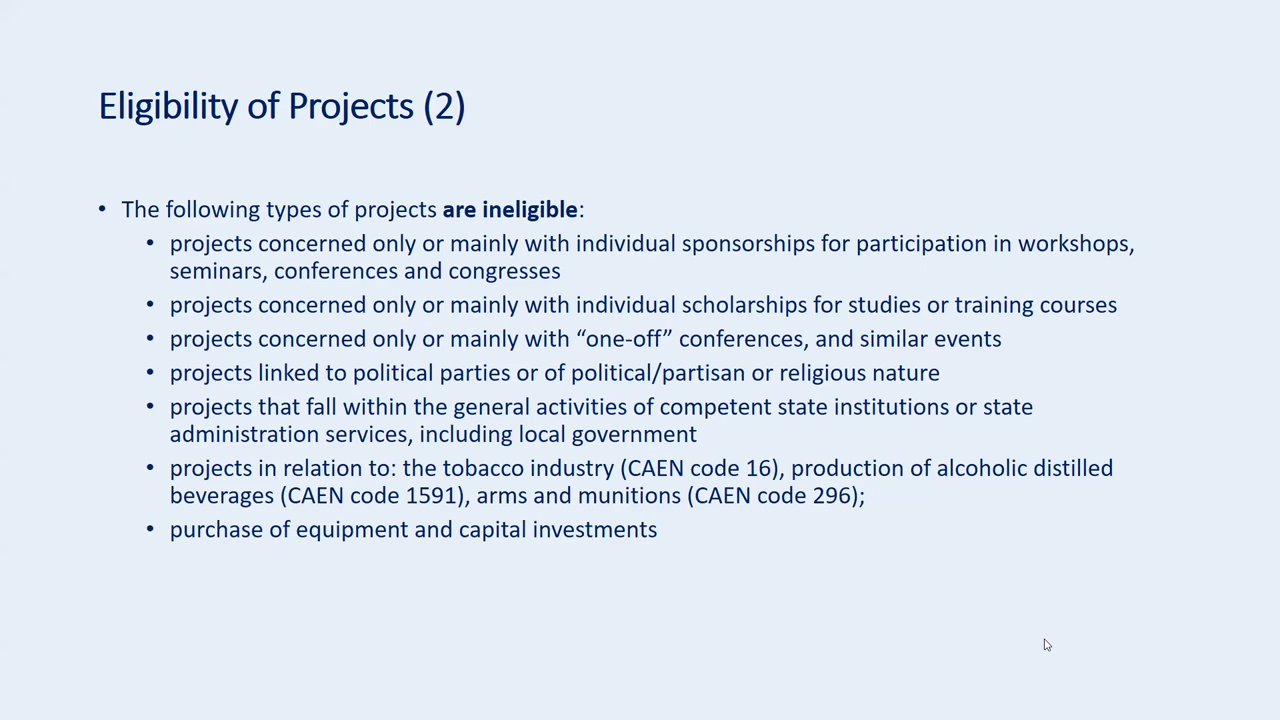 Eligibility of Projects (2)
• The following types of projects are ineligible:
• projects concerned only or mainly with individual sponsorships for participation in workshops,
seminars, conferences and congresses
• projects concerned only or mainly with individual scholarships for studies or training courses
• projects concerned only or mainly with “one-off” conferences, and similar events
• projects linked to political parties or of political/partisan or religious nature
• projects that fall within the general activities of competent state institutions or state
administration services, including local government
• projects in relation to: the tobacco industry (CAEN code 16), production of alcoholic distilled
beverages (CAEN code 1591), arms and munitions (CAEN code 296);
• purchase of equipment and capital investments